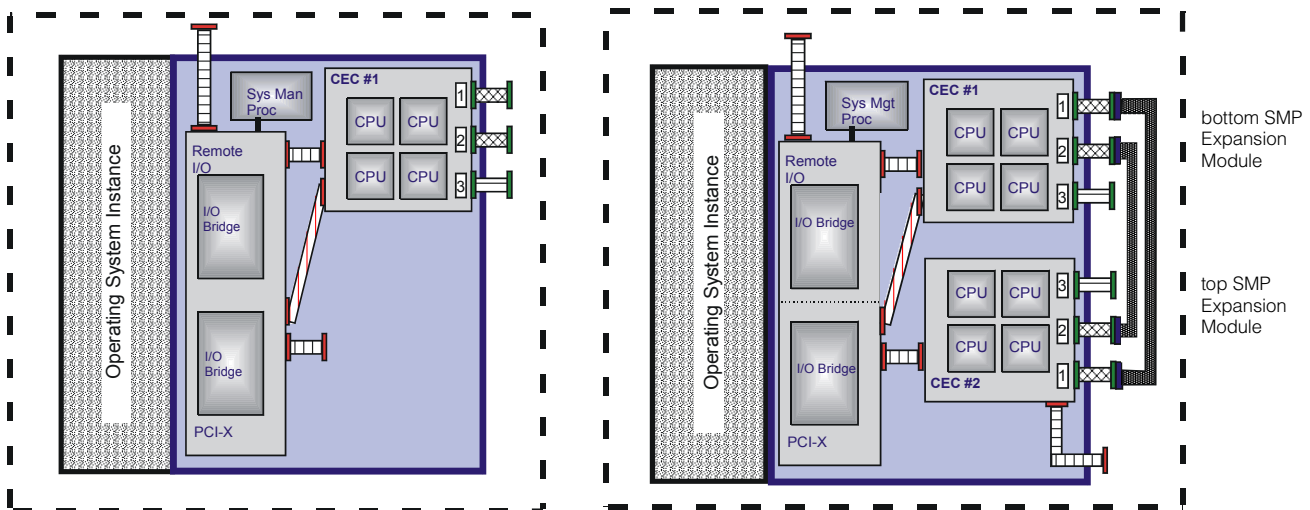 Operating System Instance
Sys Man
Proc
CEC #1
CPU
CPU
CPU
CPU
1
2
3
Remote
I/O
I/O
Bridge
I/O
Bridge
PCI-X
Operating System Instance
Sys Mgt
Proc
CEC #1
CPU
CPU
CPU
CPU
1
2
3
Remote
I/O
I/O Bridge
I/O Bridge
PCI-X
CPU
CPU
CPU
CPU
3
2
1
CEC #2
bottom SMP
Expansion
Module
top SMP
Expansion
Module